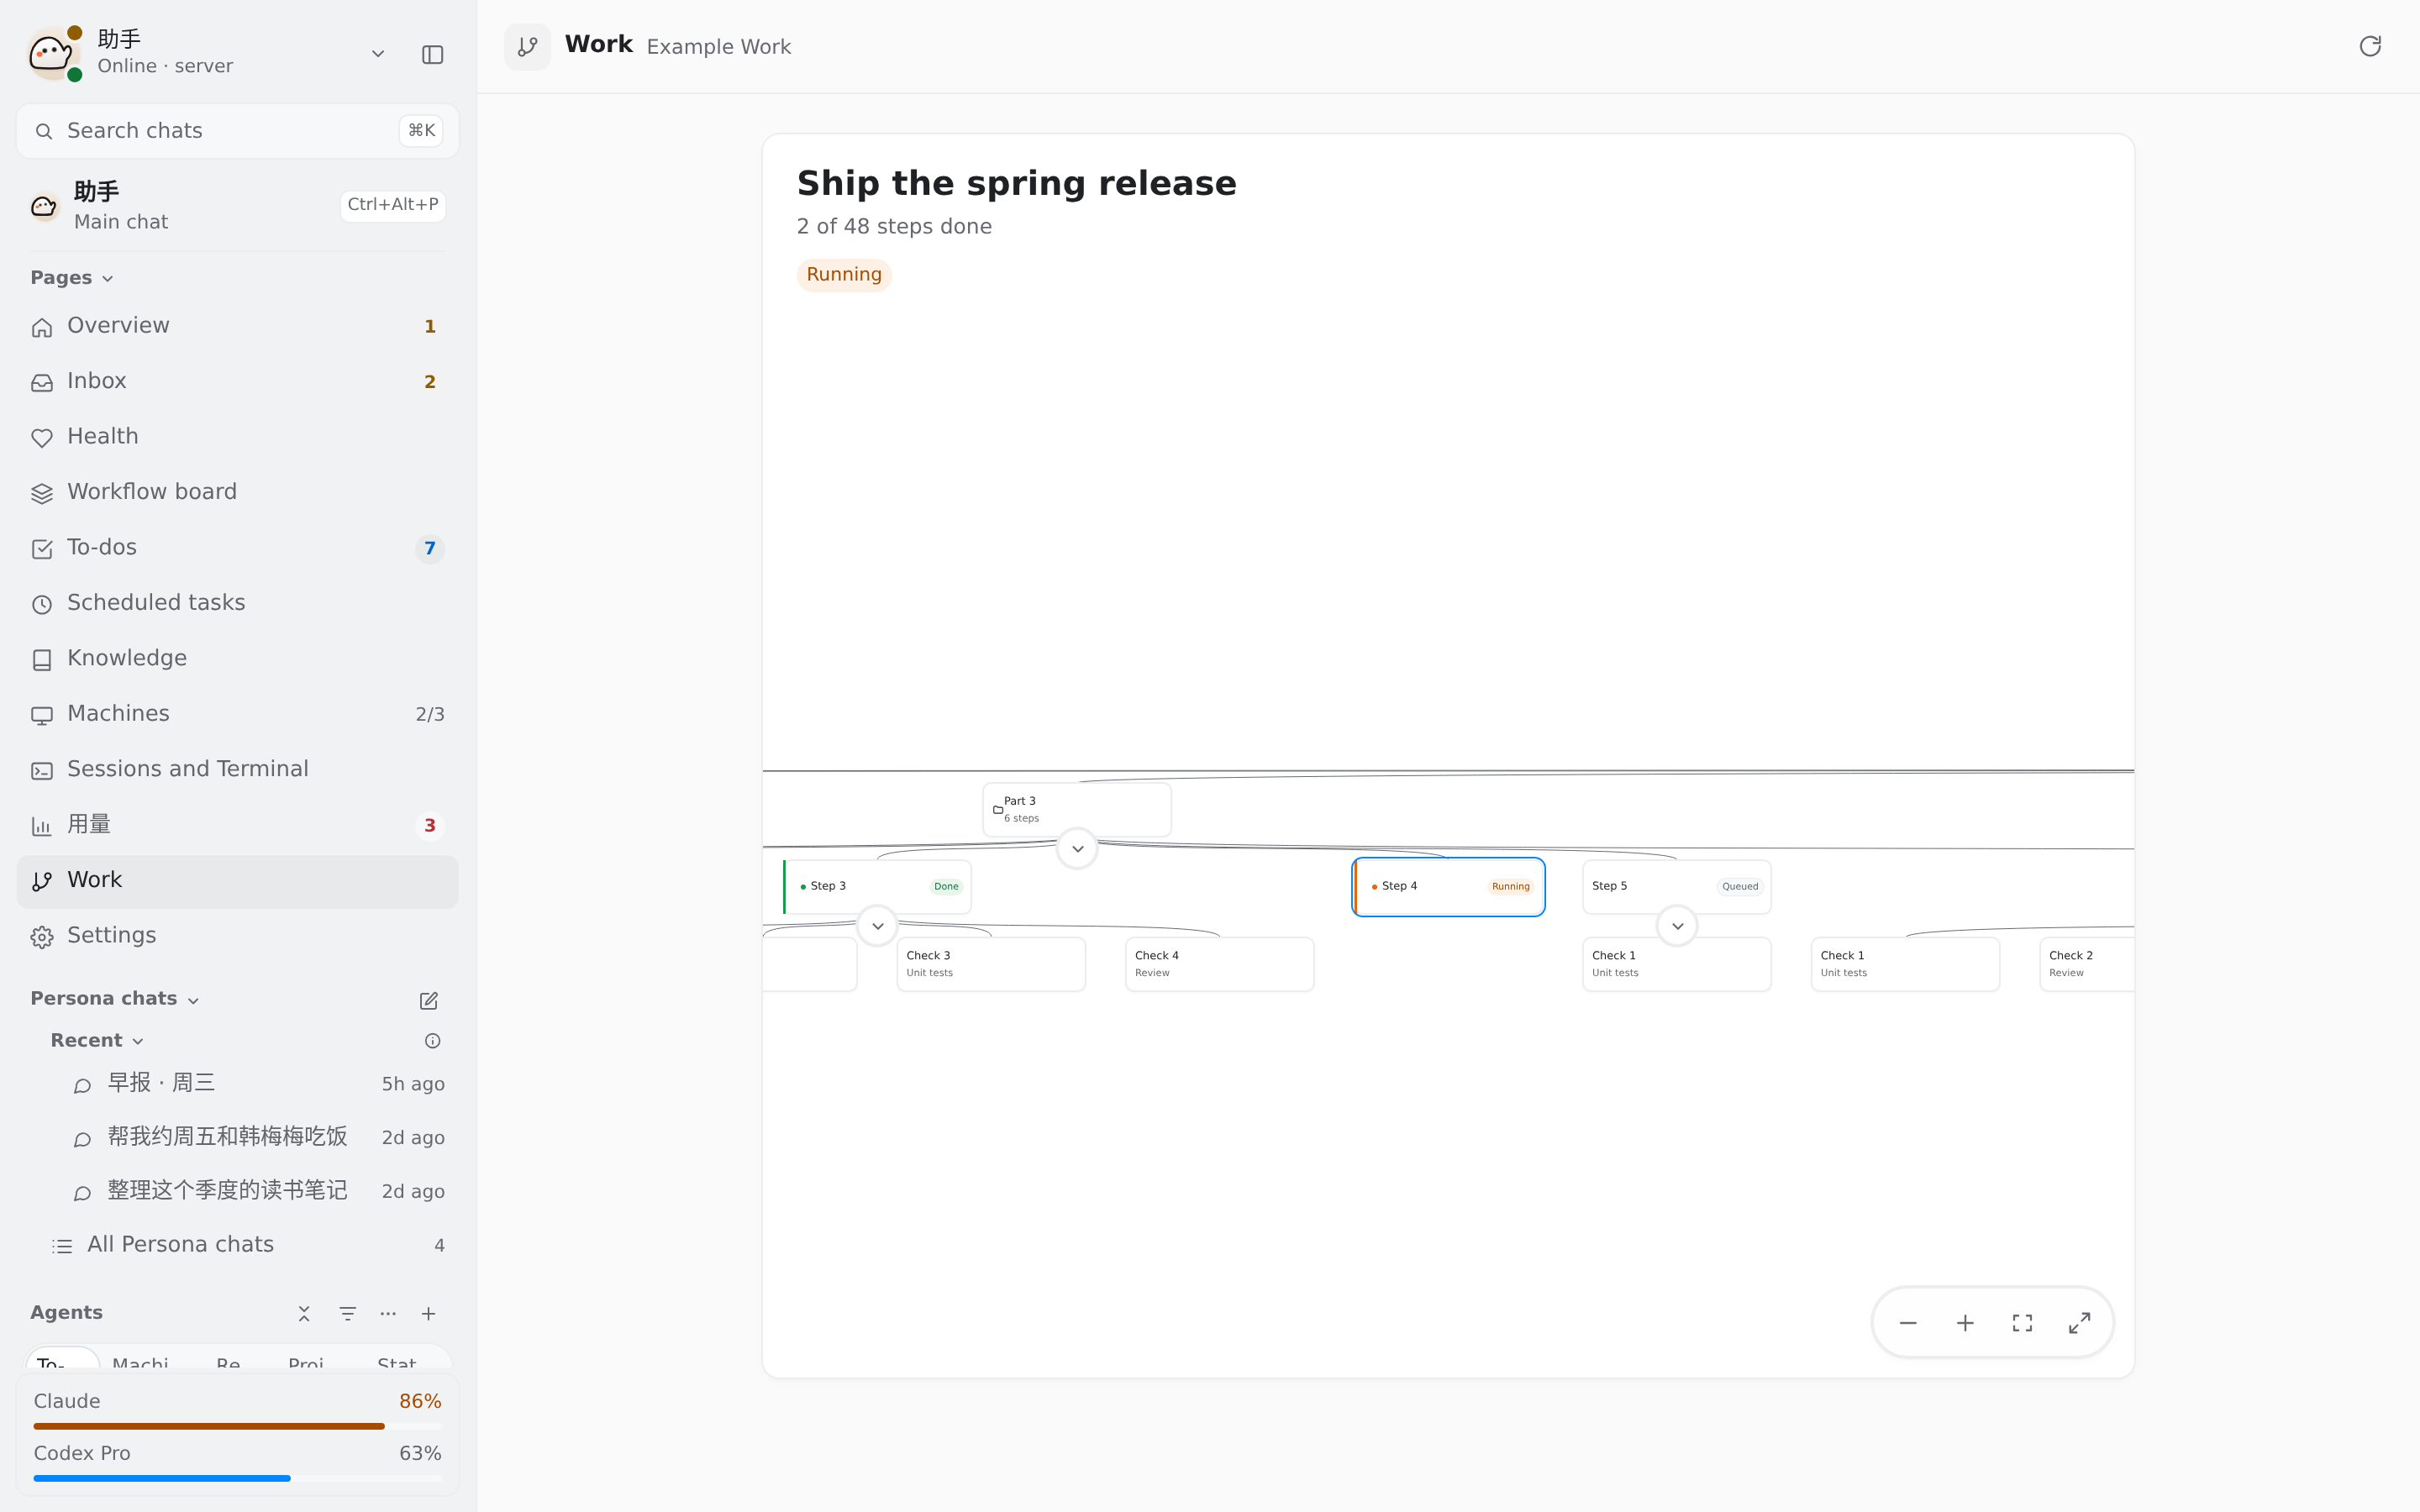 助手
Online · server
Search chats
⌘K
助手
Main chat
Ctrl+Alt+P
Pages
Overview
1
Inbox
2
Health
Workflow board
To-dos
7
Scheduled tasks
Knowledge
Machines
2/3
Sessions and Terminal
用量
3
Work
Settings
Persona chats
Recent
早报 · 周三
5h ago
帮我约周五和韩梅梅吃饭
2d ago
整理这个季度的读书笔记
2d ago
All Persona chats
4
Agents
To-
Machi
Re
Proj
Stat
Claude
86%
Codex Pro
63%
Work
Example Work
Ship the spring release
2 of 48 steps done
Running
Part 3
6 steps
Step 3
Done
Step 4
Running
Step 5
Queued
Check 3
Unit tests
Check 4
Review
Check 1
Unit tests
Check 1
Unit tests
Check 2
Review